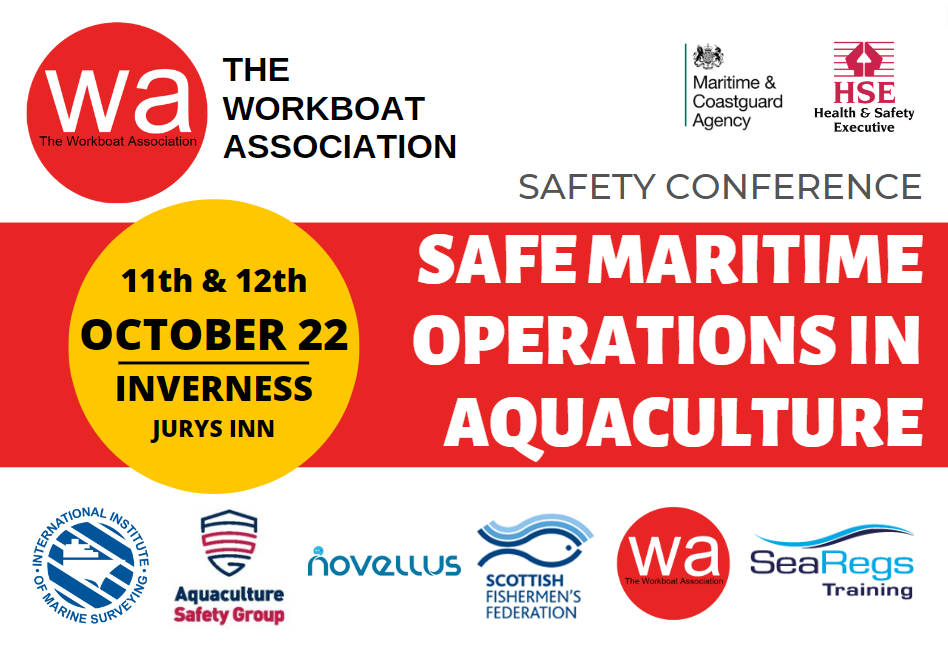 wa
The Workboat Association
THE
WORKBOAT
ASSOCIATION
Maritime &
Coastguard
Agency
HSE
Health & Safety
Executive
SAFETY CONFERENCE
SAFE MARITIME
OPERATIONS IN
AQUACULTURE
11th & 12th
OCTOBER 22
INVERNESS
JURYS INN
INTERNATIONAL INSTITUTE
OF MARINE SURVEYING
Aquaculture
Safety Group
novellus
SCOTTISH
FISHERMEN'S
FEDERATION
wa
The Workboat Association
SeaRegs
Training